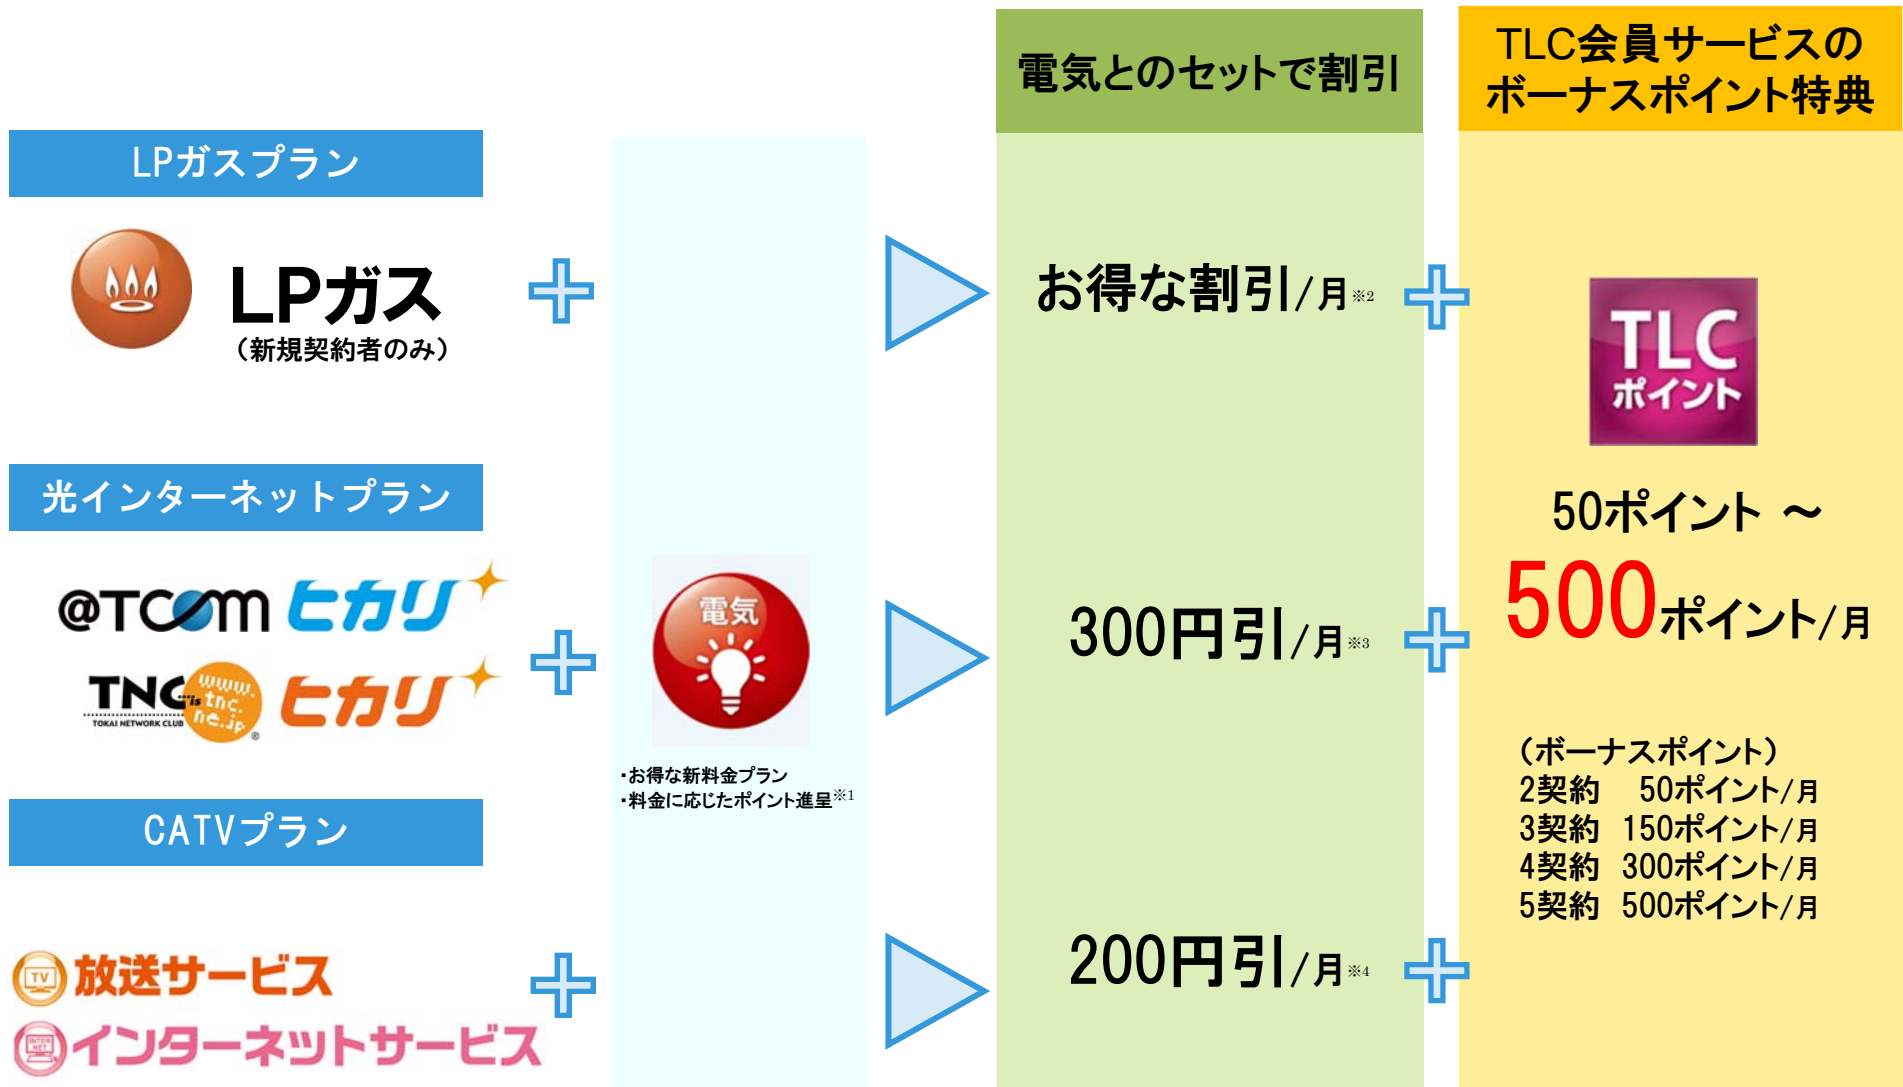 電気とのセットで割引
TLC会員サービスの
ボーナスポイント特典
LPガスプラン
LPガス
（新規契約者のみ）
お得な割引/月※2
TLC
ポイント
光インターネットプラン
@TCOM ヒカリ
TNC is www.tnc.ne.jp ® ヒカリ
TOKAI NETWORK CLUB
電気
・お得な新料金プラン
・料金に応じたポイント進呈※1
300円引/月※3
50ポイント ～
500ポイント/月
（ボーナスポイント）
2契約 50ポイント/月
3契約 150ポイント/月
4契約 300ポイント/月
5契約 500ポイント/月
CATVプラン
TV 放送サービス
INTERNET インターネットサービス
200円引/月※4